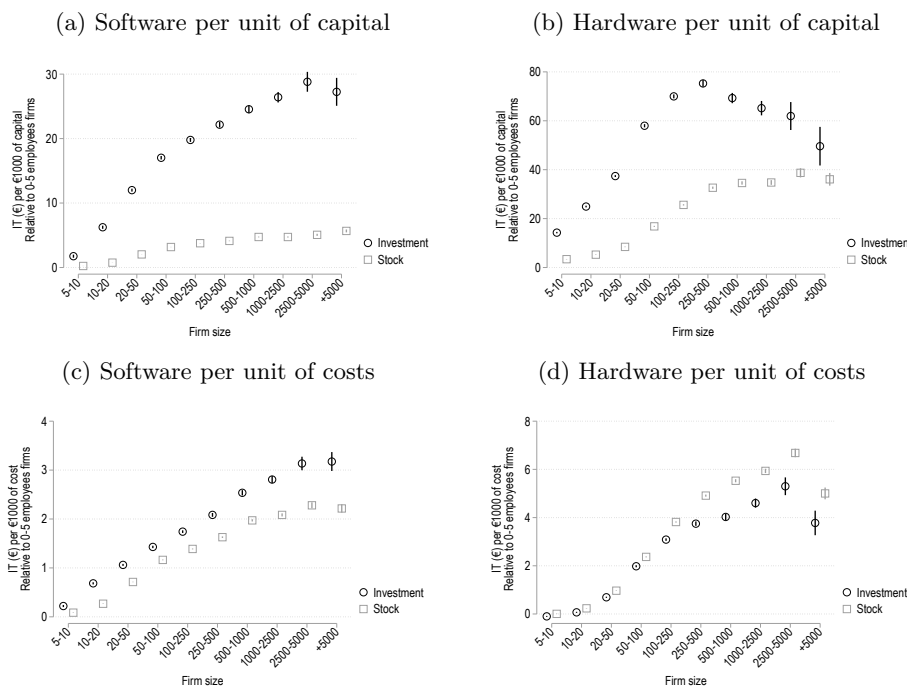 (a) Software per unit of capital
IT (€) per €1000 of capital
Relative to 0-5 employees firms
30
20
10
0
5-10
10-20
20-50
50-100
100-250
250-500
500-1000
1000-2500
2500-5000
+5000
Firm size
Investment
Stock
(b) Hardware per unit of capital
IT (€) per €1000 of capital
Relative to 0-5 employees firms
80
60
40
20
0
5-10
10-20
20-50
50-100
100-250
250-500
500-1000
1000-2500
2500-5000
+5000
Firm size
Investment
Stock
(c) Software per unit of costs
IT (€) per €1000 of cost
Relative to 0-5 employees firms
4
3
2
1
0
5-10
10-20
20-50
50-100
100-250
250-500
500-1000
1000-2500
2500-5000
+5000
Firm size
Investment
Stock
(d) Hardware per unit of costs
IT (€) per €1000 of cost
Relative to 0-5 employees firms
8
6
4
2
0
5-10
10-20
20-50
50-100
100-250
250-500
500-1000
1000-2500
2500-5000
+5000
Firm size
Investment
Stock